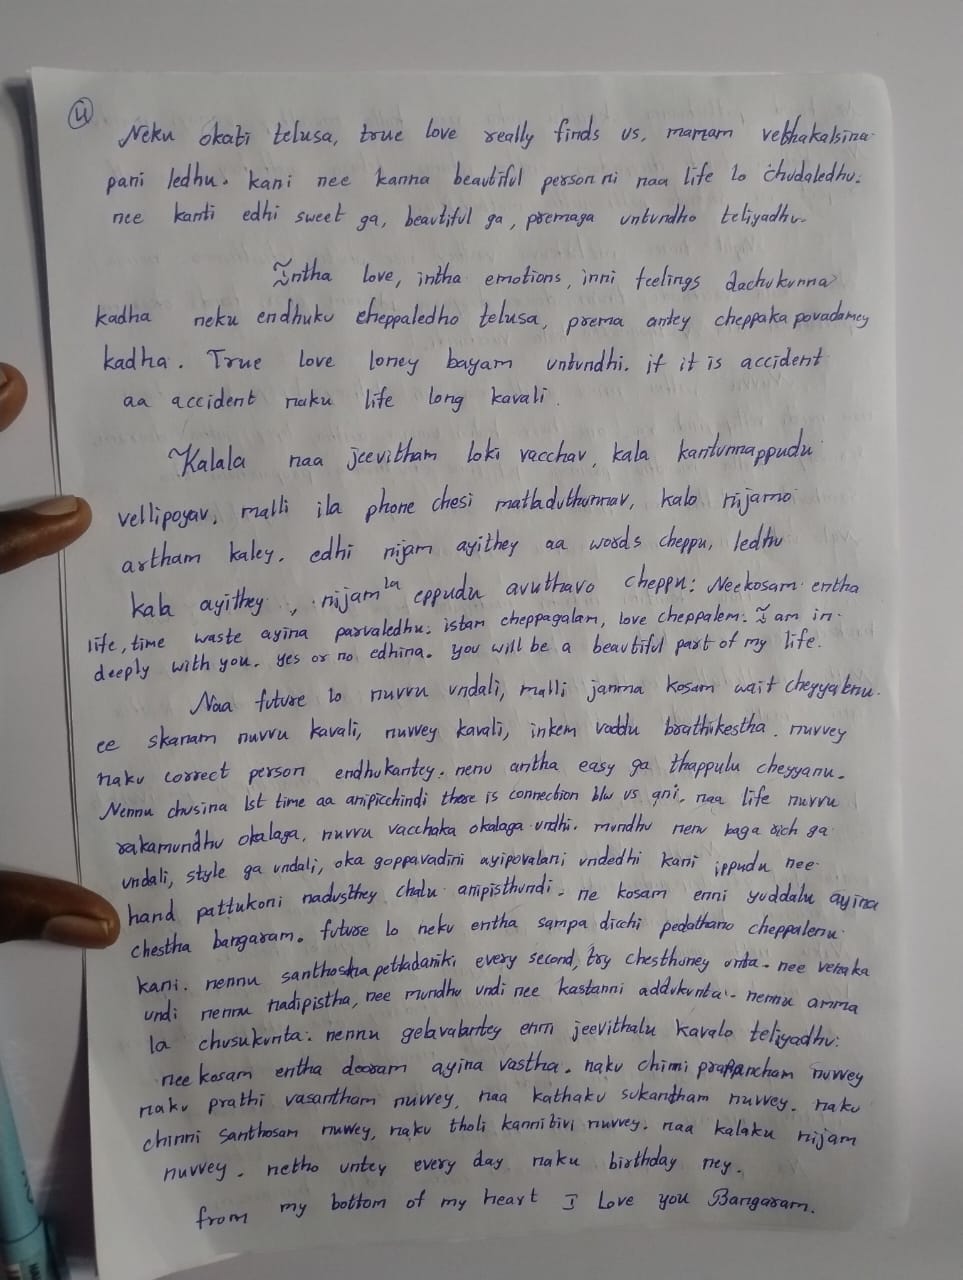 4
Neku okati telusa, true love really finds us, manam vethakalsina
pani ledhu. kani nee kanna beautiful person ni naa life lo chudaledhu.
nee kanti edhi sweet ga, beautiful ga, premaga untundho teliyadhu.
Intha love, intha emotions, inni feelings dachukunna
kadha neku endhuku cheppaledho telusa, prema antey cheppaka povadamey
kadha. True love loney bayam untundhi. if it is accident
aa accident naku life long kavali.
Kalala naa jeevitham loki vacchav, kala kantunnappudu
vellipoyav, malli ila phone chesi matladuthunnav, kalo nijamo
artham kaley. edhi nijam ayithey aa words cheppu, ledhu
kala ayithey, nijam la eppudu avuthavo cheppu. Neekosam entha
life, time waste ayina parvaledhu. istam cheppagalam, love cheppalem. I am in
deeply with you. yes or no edhina. you will be a beautiful part of my life.
Naa future lo nuvvu undali, malli janma kosam wait cheyyalenu.
ee skanam nuvvu kavali, nuvvey kavali, inkem voddu brathikestha. nuvvey
naku correct person endhukantey. nenu antha easy ga thappulu cheyyanu.
Nennu chusina 1st time aa anipicchindi there is connection b/w us ani, naa life nuvvu
rakamundhu okalaga, nuvvu vacchaka okalaga undhi. mundhu nenu baga rich ga
undali, style ga undali, oka goppavadini ayipovalani undedhi kani ippudu nee
hand pattukoni nadusthey chalu anipisthundi. ne kosam enni yuddalu ayina
chestha bangaram. future lo neku entha sampa dicchi pedathano cheppalenu
kani. nennu santhosha pettadaniki every second, try chesthuney unta. nee venaka
undi nennu nadipistha, nee mundhu undi nee kastanni addukunta. nennu amma
la chusukunta. nennu gelavalantey enni jeevithalu kavalo teliyadhu.
nee kosam entha dooram ayina vastha. naku chinni prapancham nuvvey
naku prathi vasantham nuvvey, naa kathaku sukantham nuvvey. naku
chinni santhosam nuvvey, naku tholi kannibivi nuvvey. naa kalaku nijam
nuvvey. netho untey every day naku birthday ney.
from my bottom of my heart I Love you Bangaram.